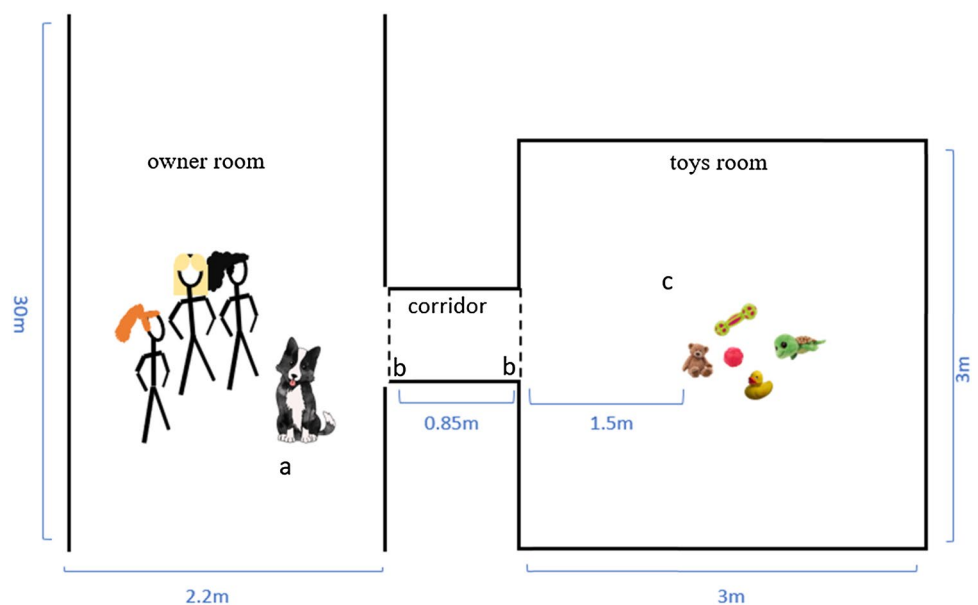 owner room
toys room
c
corridor
30m
3m
b
b
0.85m
1.5m
a
2.2m
3m